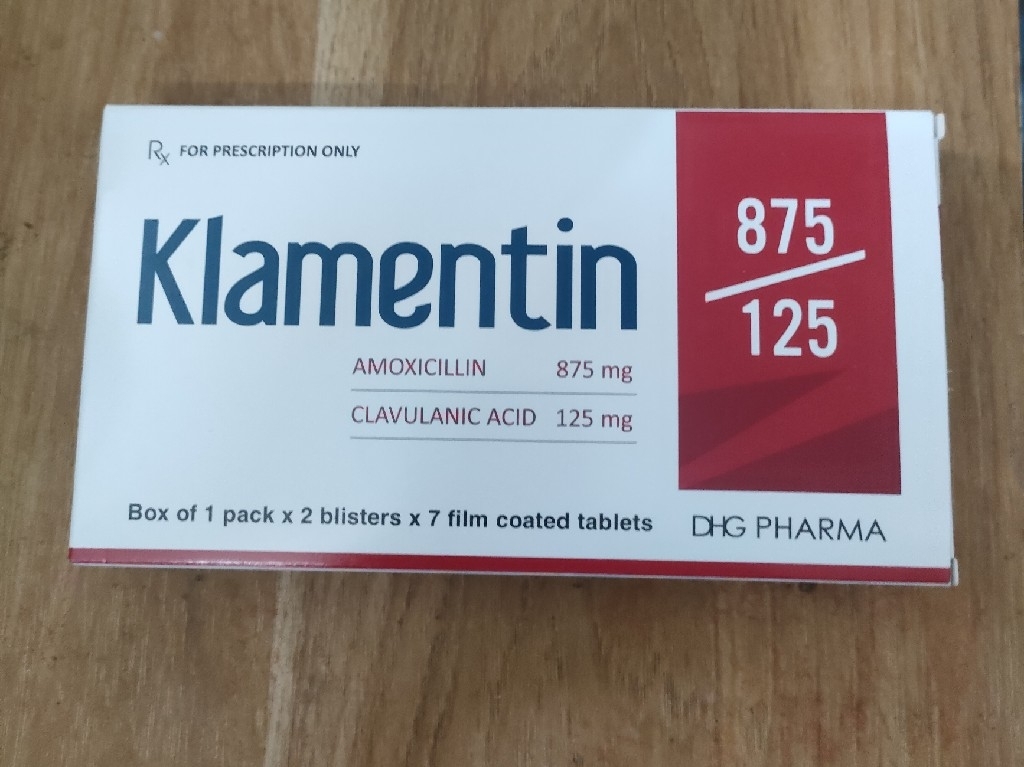 Rx FOR PRESCRIPTION ONLY
Klamentin
875
125
AMOXICILLIN 875 mg
CLAVULANIC ACID 125 mg
Box of 1 pack x 2 blisters x 7 film coated tablets
DHG PHARMA